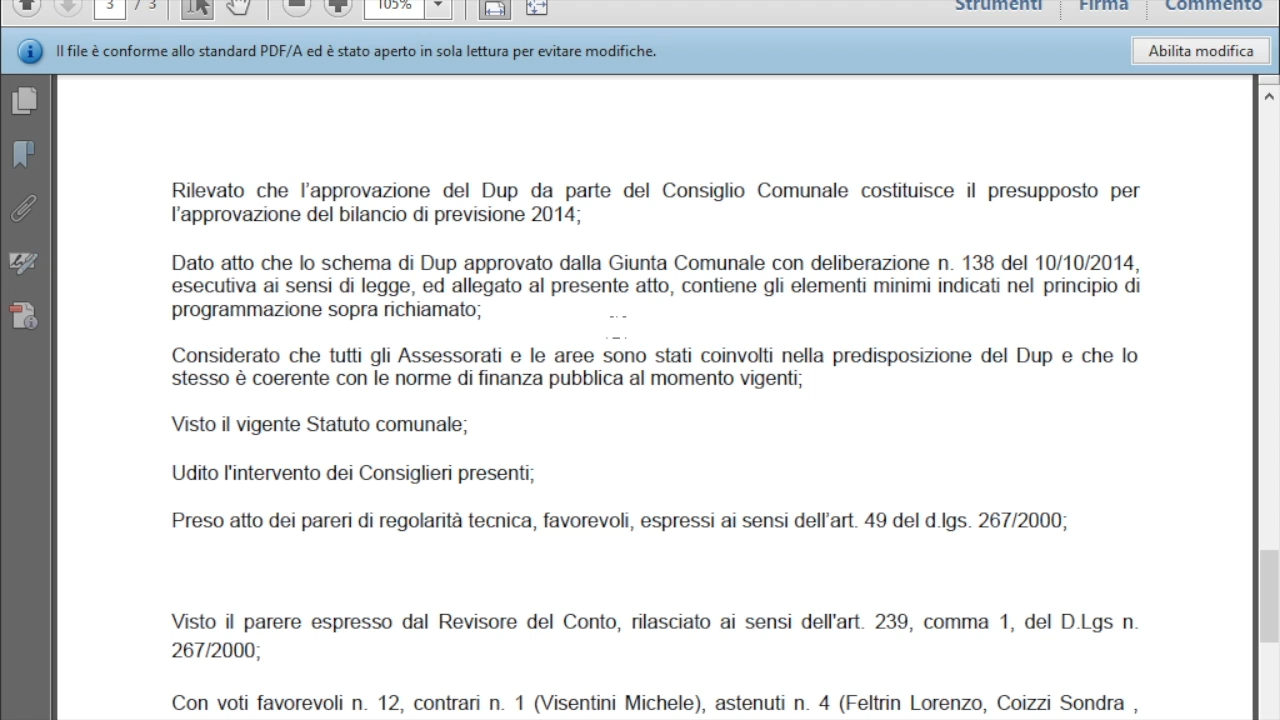 3 / 3
105%
Strumenti Firma Commento
Il file è conforme allo standard PDF/A ed è stato aperto in sola lettura per evitare modifiche.
Abilita modifica
Rilevato che l’approvazione del Dup da parte del Consiglio Comunale costituisce il presupposto per
l’approvazione del bilancio di previsione 2014;
Dato atto che lo schema di Dup approvato dalla Giunta Comunale con deliberazione n. 138 del 10/10/2014,
esecutiva ai sensi di legge, ed allegato al presente atto, contiene gli elementi minimi indicati nel principio di
programmazione sopra richiamato;
Considerato che tutti gli Assessorati e le aree sono stati coinvolti nella predisposizione del Dup e che lo
stesso è coerente con le norme di finanza pubblica al momento vigenti;
Visto il vigente Statuto comunale;
Udito l'intervento dei Consiglieri presenti;
Preso atto dei pareri di regolarità tecnica, favorevoli, espressi ai sensi dell’art. 49 del d.lgs. 267/2000;
Visto il parere espresso dal Revisore del Conto, rilasciato ai sensi dell'art. 239, comma 1, del D.Lgs n.
267/2000;
Con voti favorevoli n. 12, contrari n. 1 (Visentini Michele), astenuti n. 4 (Feltrin Lorenzo, Coizzi Sondra ,